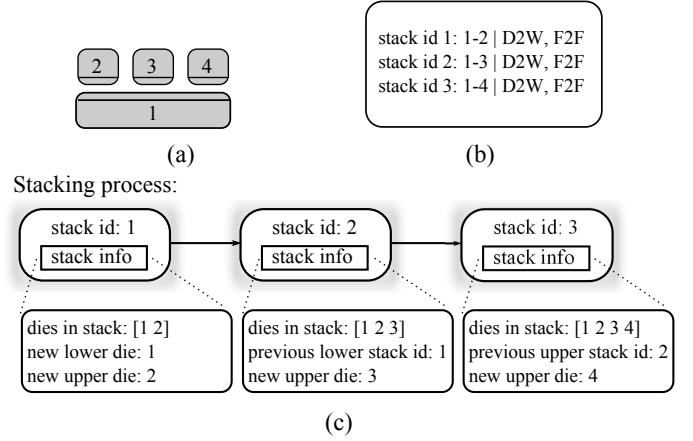 2 3 4
1
(a)
stack id 1: 1-2 | D2W, F2F
stack id 2: 1-3 | D2W, F2F
stack id 3: 1-4 | D2W, F2F
(b)
Stacking process:
stack id: 1
stack info
dies in stack: [1 2]
new lower die: 1
new upper die: 2
stack id: 2
stack info
dies in stack: [1 2 3]
previous lower stack id: 1
new upper die: 3
stack id: 3
stack info
dies in stack: [1 2 3 4]
previous upper stack id: 2
new upper die: 4
(c)